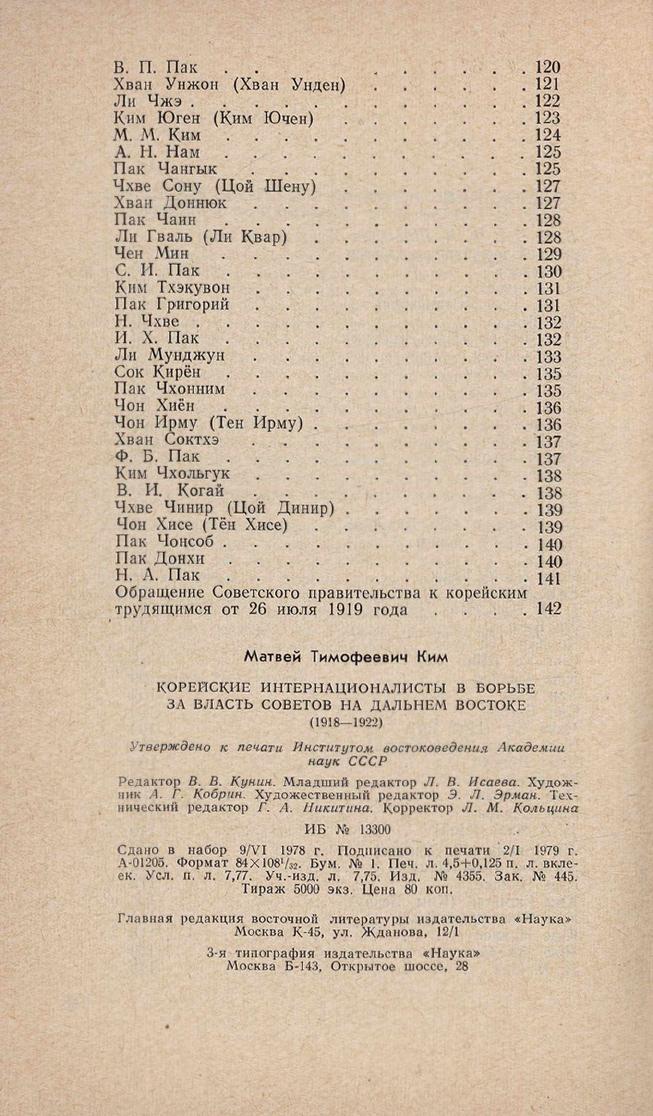 В. П. Пак . . . . . . . . . 120
Хван Унжон (Хван Унден) . . . . . . 121
Ли Чжэ . . . . . . . . . . . 122
Ким Юген (Ким Ючен) . . . . . . . 123
М. М. Ким . . . . . . . . . . 124
А. Н. Нам . . . . . . . . . . 125
Пак Чангык . . . . . . . . . . 125
Чхве Сону (Цой Шену) . . . . . . . 127
Хван Доннюк . . . . . . . . . 127
Пак Чаин . . . . . . . . . . 128
Ли Гваль (Ли Квар) . . . . . . . . 128
Чен Мин . . . . . . . . . . . 129
С. И. Пак . . . . . . . . . . 130
Ким Тхэкувон . . . . . . . . . 131
Пак Григорий . . . . . . . . . 131
Н. Чхве . . . . . . . . . . . 132
И. Х. Пак . . . . . . . . . . 132
Ли Мунджун . . . . . . . . . 133
Сок Кирён . . . . . . . . . . 135
Пак Чхонним . . . . . . . . . 135
Чон Хиён . . . . . . . . . . 136
Чон Ирму (Тен Ирму) . . . . . . . . 136
Хван Соктхэ . . . . . . . . . 137
Ф. Б. Пак . . . . . . . . . . 137
Ким Чхольгук . . . . . . . . . 138
В. И. Когай . . . . . . . . . . 138
Чхве Чинир (Цой Динир) . . . . . . . 139
Чон Хисе (Тён Хисе) . . . . . . . . 139
Пак Чонсоб . . . . . . . . . . 140
Пак Донхи . . . . . . . . . . 140
Н. А. Пак . . . . . . . . . . 141
Обращение Советского правительства к корейским
трудящимся от 26 июля 1919 года . . . . 142
Матвей Тимофеевич Ким
КОРЕЙСКИЕ ИНТЕРНАЦИОНАЛИСТЫ В БОРЬБЕ
ЗА ВЛАСТЬ СОВЕТОВ НА ДАЛЬНЕМ ВОСТОКЕ
(1918—1922)
Утверждено к печати Институтом востоковедения Академии
наук СССР
Редактор В. В. Кунин. Младший редактор Л. В. Исаева. Худож-
ник А. Г. Кобрин. Художественный редактор Э. Л. Эрман. Тех-
нический редактор Г. А. Никитина. Корректор Л. М. Кольцина
ИБ № 13300
Сдано в набор 9/VI 1978 г. Подписано к печати 2/I 1979 г.
А-01205. Формат 84×108¹/₃₂. Бум. № 1. Печ. л. 4,5+0,125 п. л. вкле-
ек. Усл. п. л. 7,77. Уч.-изд. л. 7,75. Изд. № 4355. Зак. № 445.
Тираж 5000 экз. Цена 80 коп.
Главная редакция восточной литературы издательства «Наука»
Москва К-45, ул. Жданова, 12/1
3-я типография издательства «Наука»
Москва Б-143, Открытое шоссе, 28